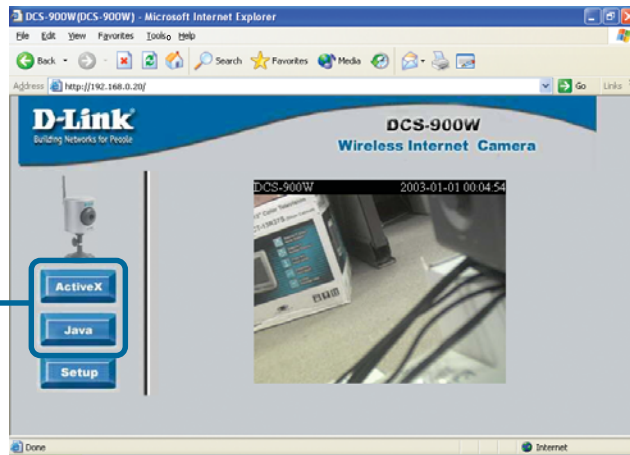 DCS-900W(DCS-900W) - Microsoft Internet Explorer
File Edit View Favorites Tools Help
Back Search Favorites Media
Address http://192.168.0.20/ Go Links
D-Link
Building Networks for People
DCS-900W
Wireless Internet Camera
DCS-900W 2003-01-01 00:04:54
Color Television
ActiveX
Java
Setup
Done Internet